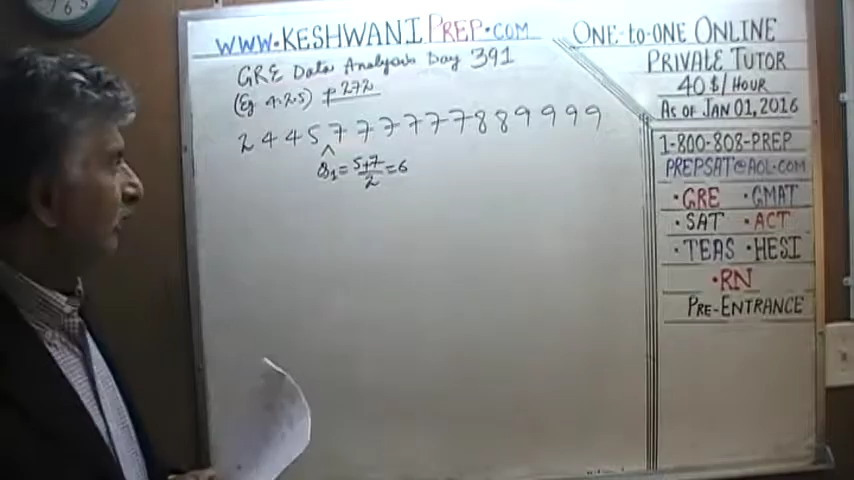 WWW.KESHWANIPREP.COM
GRE Data Analysis Day 391
(Eg 4.2.5) p 272
2 4 4 5 7 7 7 7 7 7 8 8 9 9 9 9
Q1 = 5+7/2 = 6
ONE-TO-ONE ONLINE
PRIVATE TUTOR
40 $/HOUR
AS OF JAN 01, 2016
1-800-808-PREP
PREPSAT@AOL.COM
•GRE •GMAT
•SAT •ACT
•TEAS •HESI
•RN
PRE-ENTRANCE
7 6 5